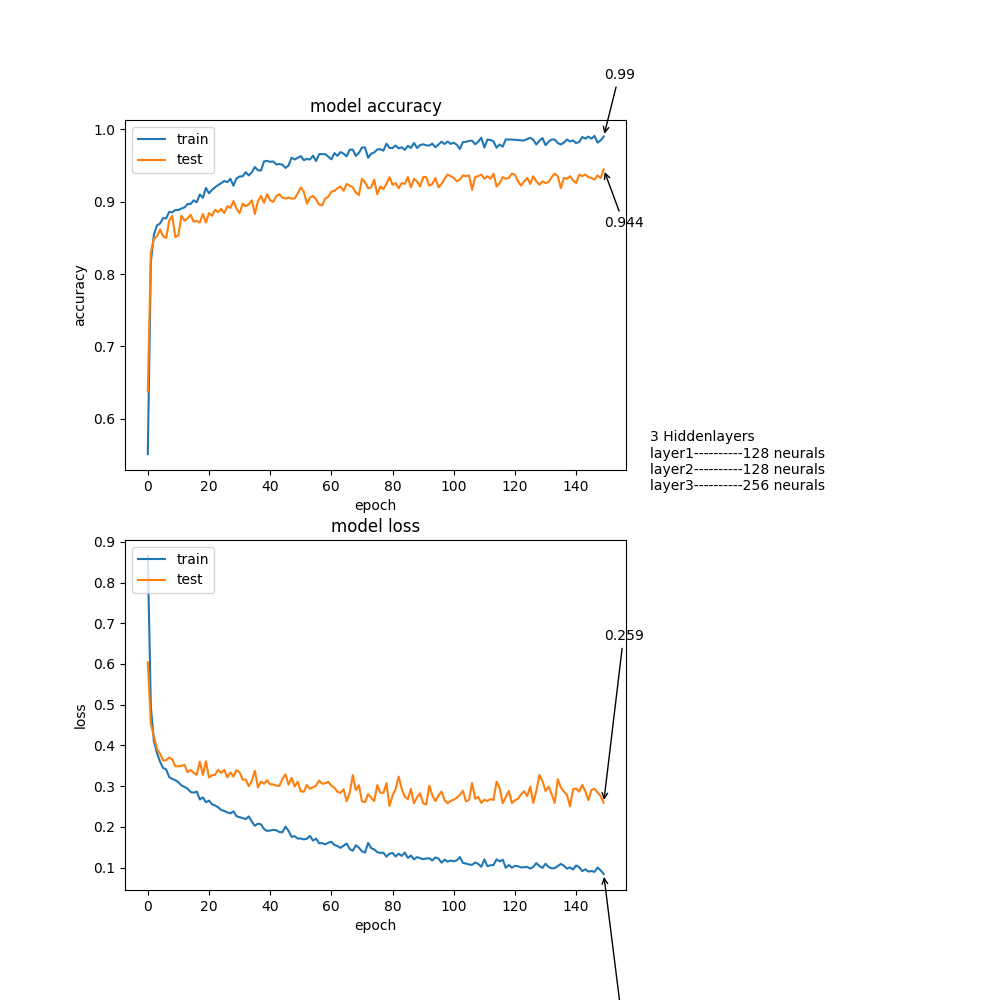 0.99
model accuracy
1.0
0.9
0.8
0.7
0.6
accuracy
train
test
0.944
0 20 40 60 80 100 120 140
epoch
3 Hiddenlayers
layer1----------128 neurals
layer2----------128 neurals
layer3----------256 neurals
model loss
0.9
0.8
0.7
0.6
0.5
0.4
0.3
0.2
0.1
loss
train
test
0.259
0 20 40 60 80 100 120 140
epoch